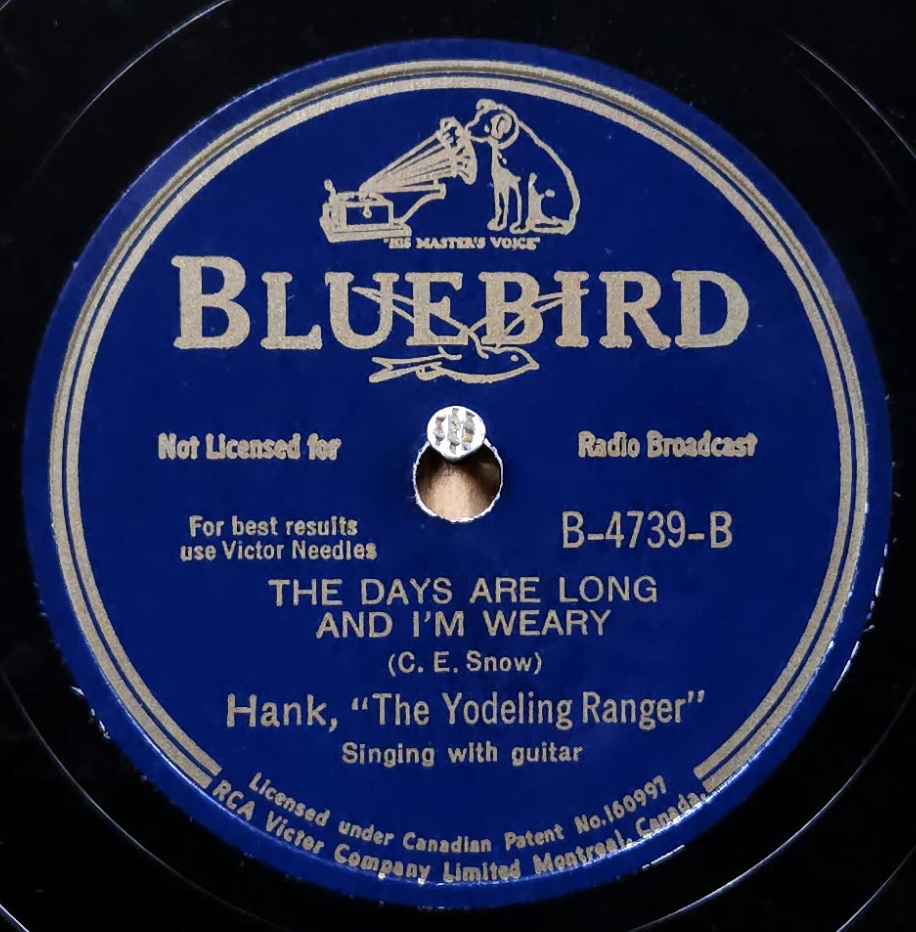 "HIS MASTER'S VOICE"
BLUEBIRD
Not Licensed for Radio Broadcast
For best results
use Victor Needles
B-4739-B
THE DAYS ARE LONG
AND I'M WEARY
(C. E. Snow)
Hank, "The Yodeling Ranger"
Singing with guitar
Licensed under Canadian Patent No.160997
RCA Victor Company Limited Montreal, Canada